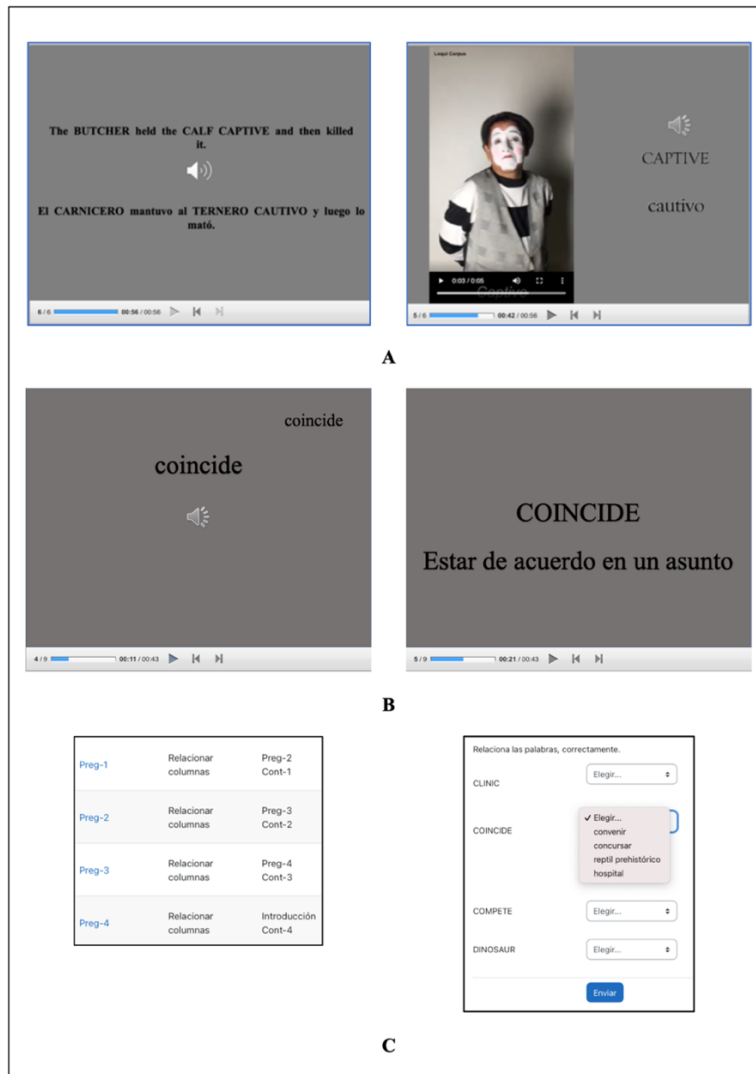 The BUTCHER held the CALF CAPTIVE and then killed
it.
El CARNICERO mantuvo al TERNERO CAUTIVO y luego lo
mató.
6 / 6 00:56 / 00:56
Loqui Corpus
CAPTIVE
cautivo
0:03 / 0:05
Captive
5 / 6 00:42 / 00:56
A
coincide
coincide
4 / 9 00:11 / 00:43
COINCIDE
Estar de acuerdo en un asunto
5 / 9 00:21 / 00:43
B
Preg-1 Relacionar Preg-2
columnas Cont-1
Preg-2 Relacionar Preg-3
columnas Cont-2
Preg-3 Relacionar Preg-4
columnas Cont-3
Preg-4 Relacionar Introducción
columnas Cont-4
Relaciona las palabras, correctamente.
CLINIC Elegir...
COINCIDE ✓ Elegir...
convenir
concursar
reptil prehistórico
hospital
COMPETE Elegir...
DINOSAUR Elegir...
Enviar
C